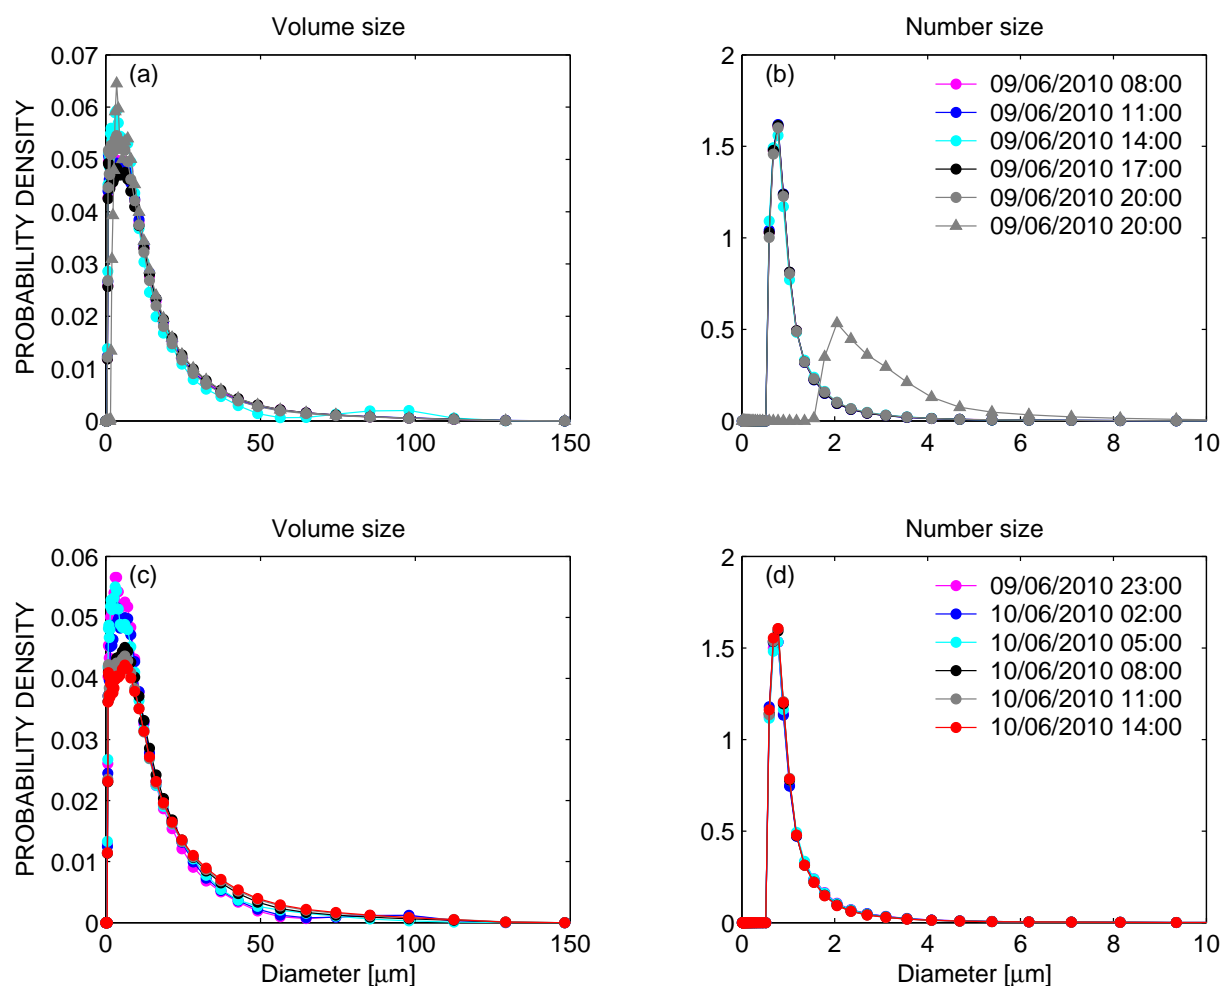 Volume size
(a)
PROBABILITY DENSITY
0.07
0.06
0.05
0.04
0.03
0.02
0.01
0
0 50 100 150
Number size
(b)
2
1.5
1
0.5
0
0 2 4 6 8 10
09/06/2010 08:00
09/06/2010 11:00
09/06/2010 14:00
09/06/2010 17:00
09/06/2010 20:00
09/06/2010 20:00
Volume size
(c)
PROBABILITY DENSITY
0.06
0.05
0.04
0.03
0.02
0.01
0
0 50 100 150
Diameter [μm]
Number size
(d)
2
1.5
1
0.5
0
0 2 4 6 8 10
Diameter [μm]
09/06/2010 23:00
10/06/2010 02:00
10/06/2010 05:00
10/06/2010 08:00
10/06/2010 11:00
10/06/2010 14:00